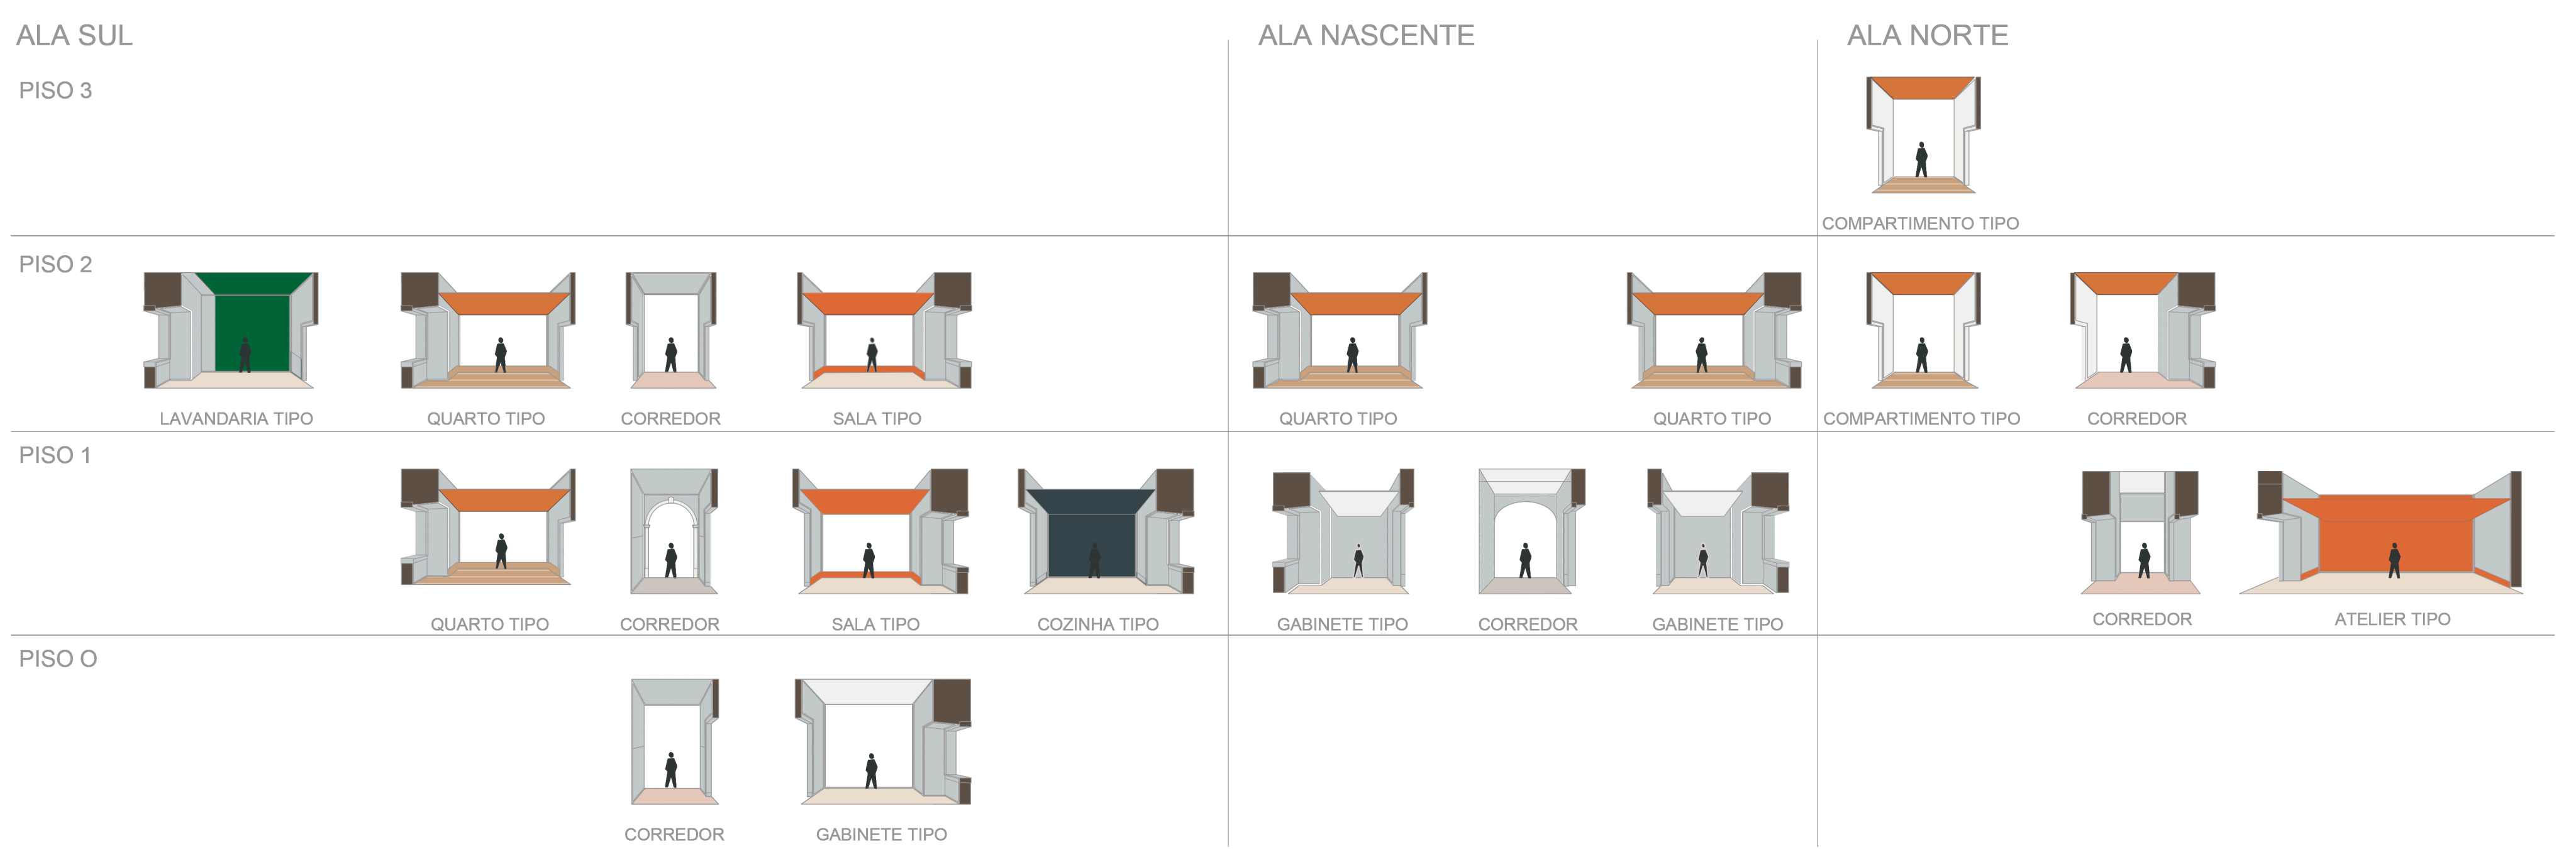 ALA SUL
ALA NASCENTE
ALA NORTE
PISO 3
COMPARTIMENTO TIPO
PISO 2
LAVANDARIA TIPO
QUARTO TIPO
CORREDOR
SALA TIPO
QUARTO TIPO
QUARTO TIPO
COMPARTIMENTO TIPO
CORREDOR
PISO 1
QUARTO TIPO
CORREDOR
SALA TIPO
COZINHA TIPO
GABINETE TIPO
CORREDOR
GABINETE TIPO
CORREDOR
ATELIER TIPO
PISO O
CORREDOR
GABINETE TIPO